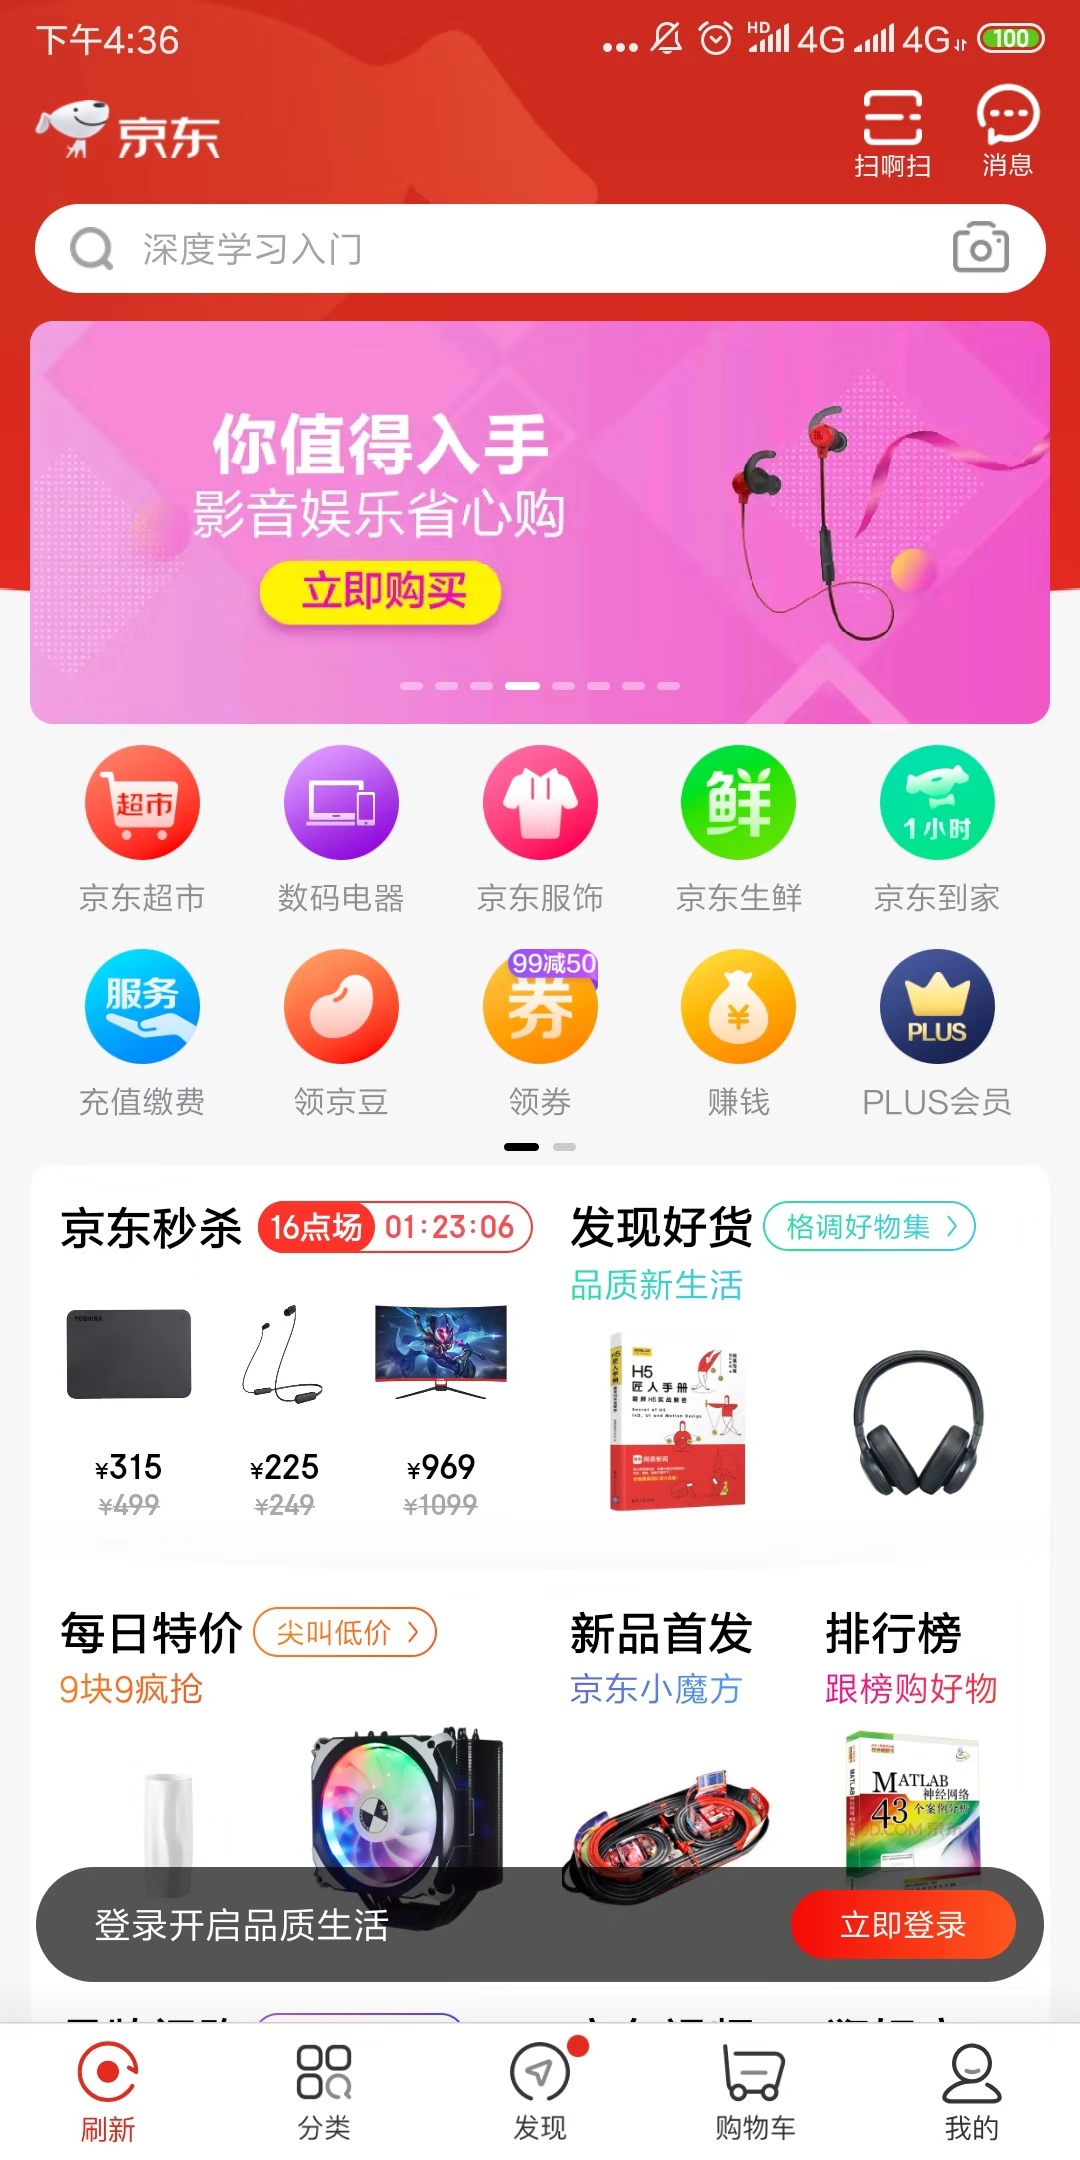 下午4:36
HD 4G 4G 100
京东
扫啊扫
消息
深度学习入门
你值得入手
影音娱乐省心购
立即购买
超市
鲜
1小时
京东超市
数码电器
京东服饰
京东生鲜
京东到家
服务
99减50
券
PLUS
充值缴费
领京豆
领券
赚钱
PLUS会员
京东秒杀
16点场 01:23:06
发现好货
格调好物集
品质新生活
TOSHIBA
H5
匠人手册
¥315
¥225
¥969
¥499
¥249
¥1099
每日特价
尖叫低价
新品首发
排行榜
9块9疯抢
京东小魔方
跟榜购好物
MATLAB
神经网络
43个案例分析
登录开启品质生活
立即登录
刷新
分类
发现
购物车
我的